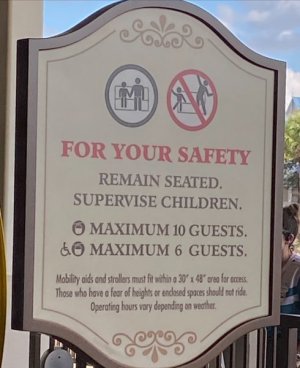 FOR YOUR SAFETY
REMAIN SEATED.
SUPERVISE CHILDREN.
MAXIMUM 10 GUESTS.
MAXIMUM 6 GUESTS.
Mobility aids and strollers must fit within a 30" x 48" area for access.
Those who have a fear of heights or enclosed spaces should not ride.
Operating hours vary depending on weather.